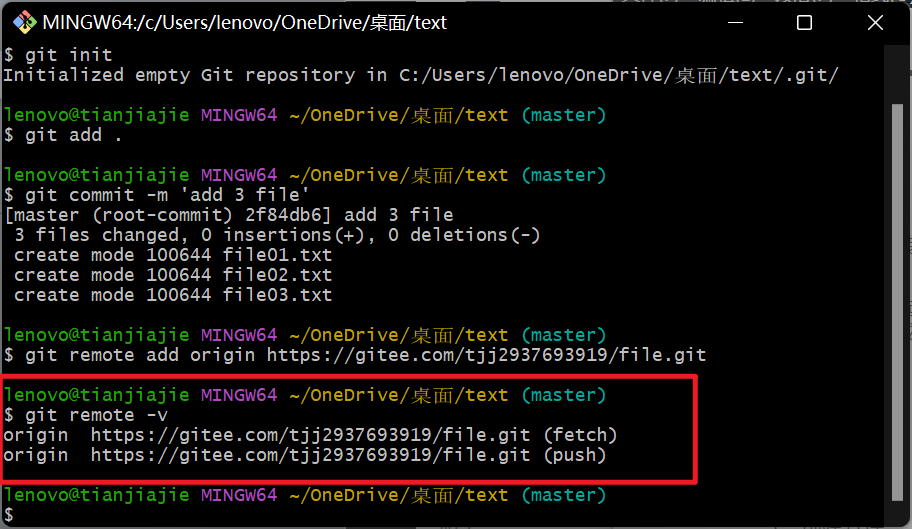 MINGW64:/c/Users/lenovo/OneDrive/桌面/text
$ git init
Initialized empty Git repository in C:/Users/lenovo/OneDrive/桌面/text/.git/
lenovo@tianjiajie MINGW64 ~/OneDrive/桌面/text (master)
$ git add .
lenovo@tianjiajie MINGW64 ~/OneDrive/桌面/text (master)
$ git commit -m 'add 3 file'
[master (root-commit) 2f84db6] add 3 file
 3 files changed, 0 insertions(+), 0 deletions(-)
 create mode 100644 file01.txt
 create mode 100644 file02.txt
 create mode 100644 file03.txt
lenovo@tianjiajie MINGW64 ~/OneDrive/桌面/text (master)
$ git remote add origin https://gitee.com/tjj2937693919/file.git
lenovo@tianjiajie MINGW64 ~/OneDrive/桌面/text (master)
$ git remote -v
origin  https://gitee.com/tjj2937693919/file.git (fetch)
origin  https://gitee.com/tjj2937693919/file.git (push)
lenovo@tianjiajie MINGW64 ~/OneDrive/桌面/text (master)
$